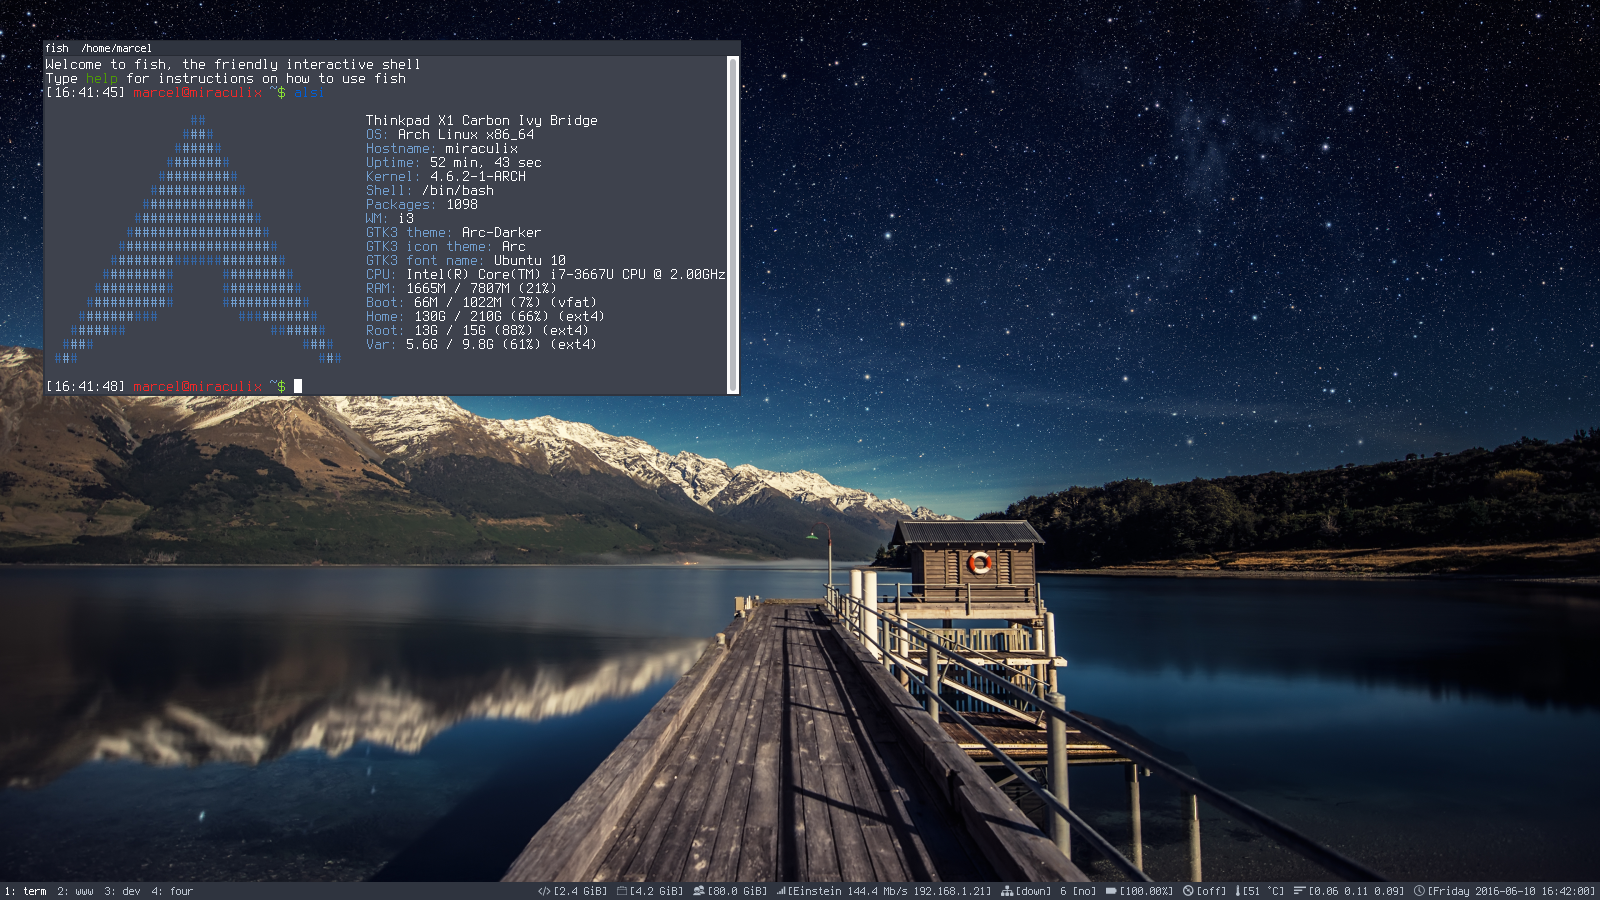 fish /home/marcel
Welcome to fish, the friendly interactive shell
Type help for instructions on how to use fish
[16:41:45] marcel@miraculix ~$ alsi
Thinkpad X1 Carbon Ivy Bridge
OS: Arch Linux x86_64
Hostname: miraculix
Uptime: 52 min, 43 sec
Kernel: 4.6.2-1-ARCH
Shell: /bin/bash
Packages: 1098
WM: i3
GTK3 theme: Arc-Darker
GTK3 icon theme: Arc
GTK3 font name: Ubuntu 10
CPU: Intel(R) Core(TM) i7-3667U CPU @ 2.00GHz
RAM: 1665M / 7807M (21%)
Boot: 66M / 1022M (7%) (vfat)
Home: 130G / 210G (66%) (ext4)
Root: 13G / 15G (88%) (ext4)
Var: 5.6G / 9.8G (61%) (ext4)
[16:41:48] marcel@miraculix ~$
1: term 2: www 3: dev 4: four [2.4 GiB] [4.2 GiB] [80.0 GiB] [Einstein 144.4 Mb/s 192.168.1.21] [down] 6 [no] [100.00%] [off] [51 °C] [0.06 0.11 0.09] [Friday 2016-06-10 16:42:00]